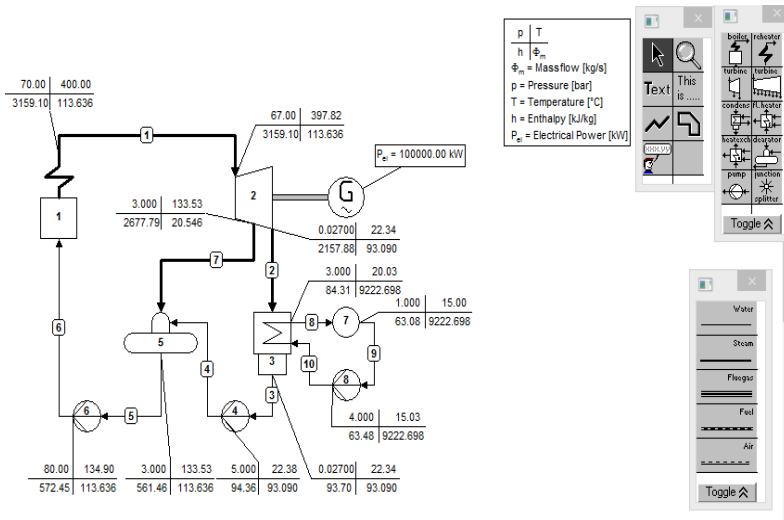 p T
h Φm
Φm = Massflow [kg/s]
p = Pressure [bar]
T = Temperature [°C]
h = Enthalpy [kJ/kg]
Pel = Electrical Power [kW]
70.00 400.00
3159.10 113.636
67.00 397.82
3159.10 113.636
Pel = 100000.00 kW
1
1
2
G
3.000 133.53
2677.79 20.546
0.02700 22.34
2157.88 93.090
7
2
3.000 20.03
84.31 9222.698
1.000 15.00
63.08 9222.698
6
5
8
7
9
4
10
3
8
3
6
5
4
4.000 15.03
63.48 9222.698
80.00 134.90
572.45 113.636
3.000 133.53
561.46 113.636
5.000 22.38
94.36 93.090
0.02700 22.34
93.70 93.090
Text
This
is .....
xxx.yy
boiler reheater
turbine turbine
condens fl.heater
heatexch dearator
pump junction
splitter
Toggle
Water
Steam
Fluegas
Fuel
Air
Toggle